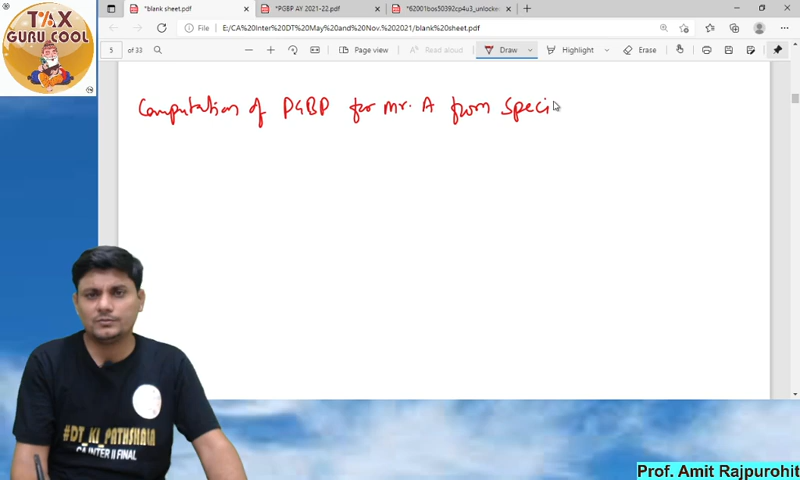 TAX
GURU COOL
*blank sheet.pdf
*PGBP AY 2021-22.pdf
*62001bos50392cp4u3_unlocke
File
E:/CA%20Inter%20DT%20May%20and%20Nov.%202021/blank%20sheet.pdf
5 of 33
Page view
Read aloud
Draw
Highlight
Erase
Computation of PGBP for Mr. A from Speci
#DT_KI_PATHSHALA
CA INTER II FINAL
Prof. Amit Rajpurohit